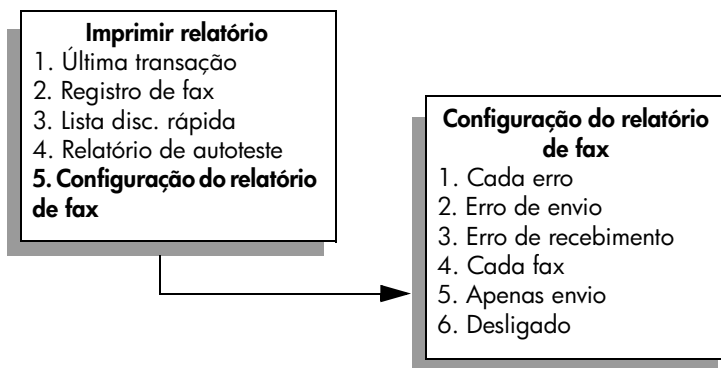 Imprimir relatório
1. Última transação
2. Registro de fax
3. Lista disc. rápida
4. Relatório de autoteste
5. Configuração do relatório
de fax
Configuração do relatório
de fax
1. Cada erro
2. Erro de envio
3. Erro de recebimento
4. Cada fax
5. Apenas envio
6. Desligado